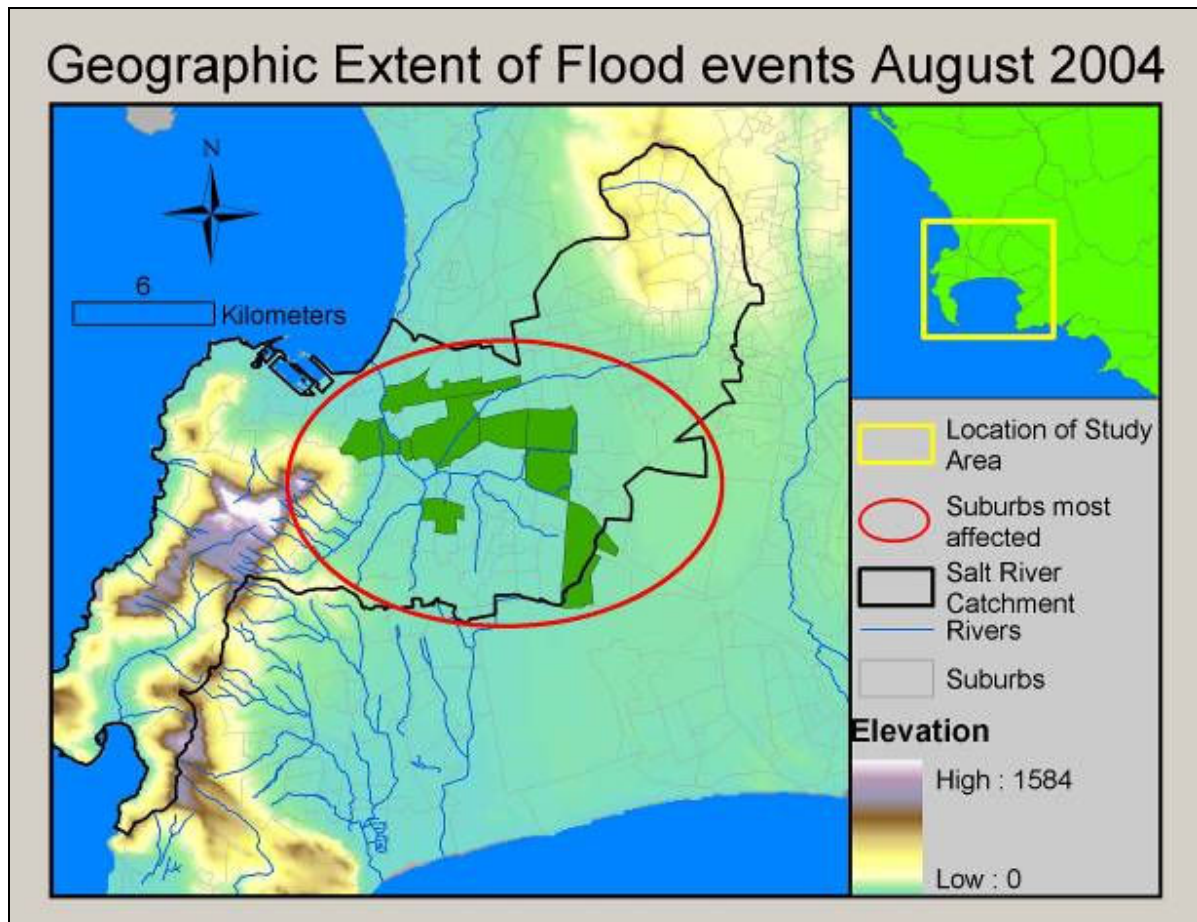 Geographic Extent of Flood events August 2004
N
6
Kilometers
Location of Study
Area
Suburbs most
affected
Salt River
Catchment
Rivers
Suburbs
Elevation
High : 1584
Low : 0